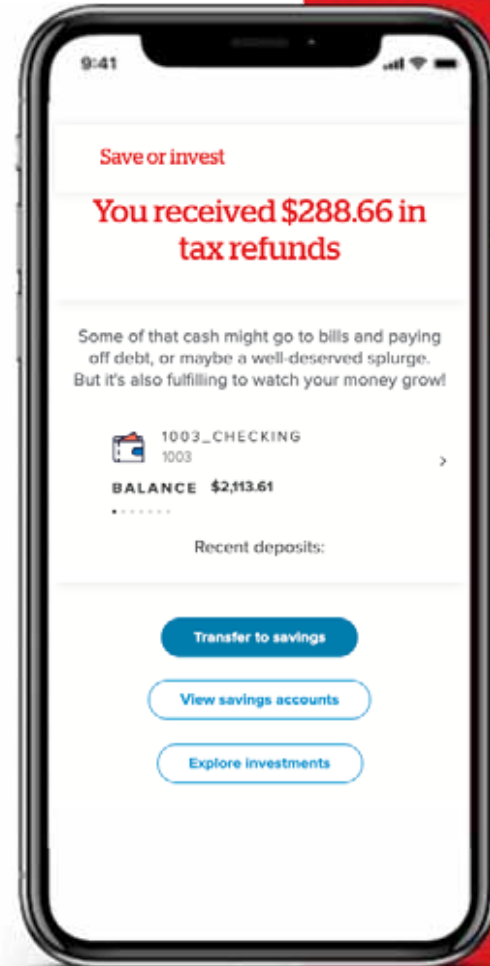 9:41
Save or invest
You received $288.66 in
tax refunds
Some of that cash might go to bills and paying
off debt, or maybe a well-deserved splurge.
But it's also fulfilling to watch your money grow!
1003_CHECKING
1003
BALANCE $2,113.61
Recent deposits:
Transfer to savings
View savings accounts
Explore investments